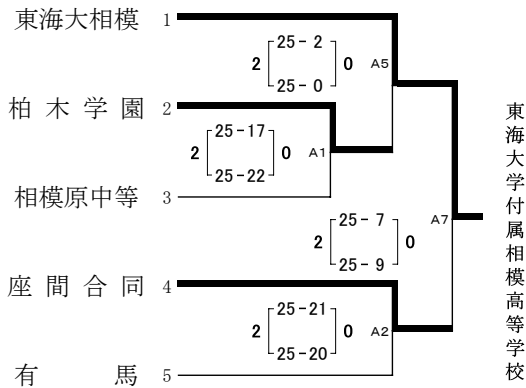 東海大相模 1
25-2
2 0 A5
25-0
柏木学園 2
25-17
2 0 A1
25-22
相模原中等 3
25-7
2 0 A7
25-9
座間合同 4
25-21
2 0 A2
25-20
有馬 5
東海大学付属相模高等学校